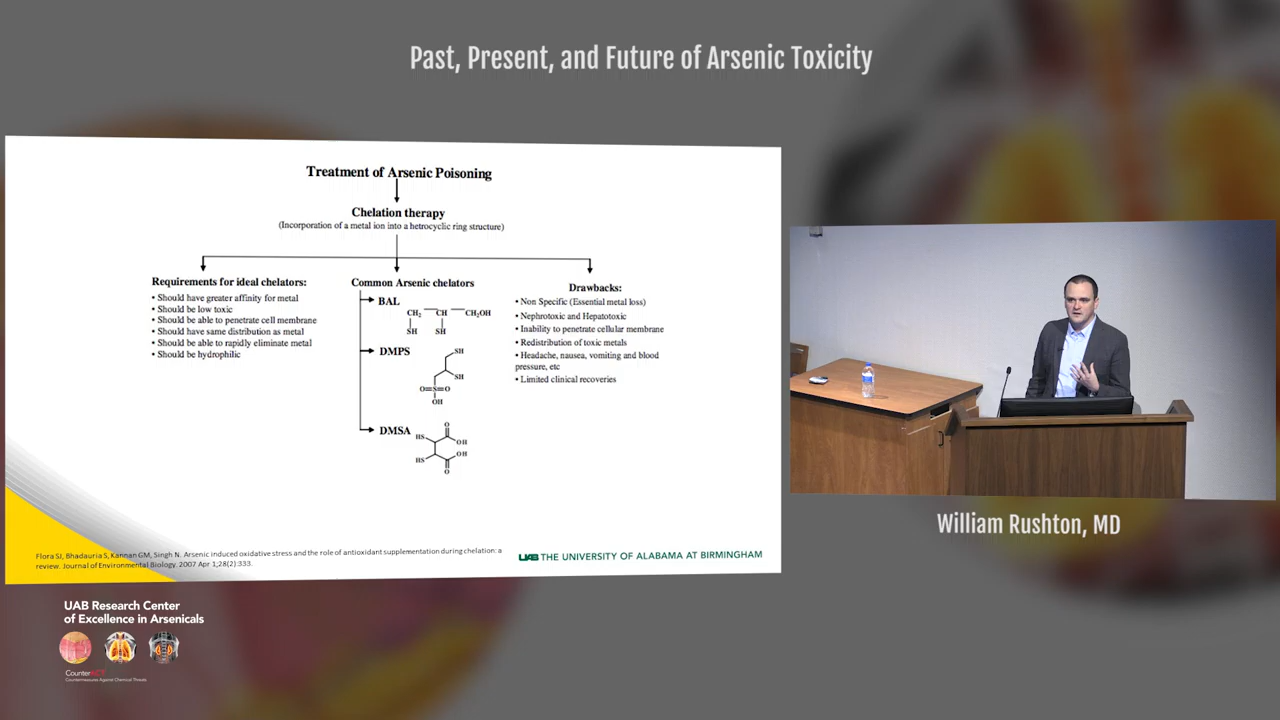 Past, Present, and Future of Arsenic Toxicity
Treatment of Arsenic Poisoning
Chelation therapy
(Incorporation of a metal ion into a hetrocyclic ring structure)
Requirements for ideal chelators:
• Should have greater affinity for metal
• Should be low toxic
• Should be able to penetrate cell membrane
• Should have same distribution as metal
• Should be able to rapidly eliminate metal
• Should be hydrophilic
Common Arsenic chelators
BAL
CH2 CH CH2OH
SH SH
DMPS
SH
SH
O=S=O
OH
DMSA
O
HS OH
HS OH
O
Drawbacks:
• Non Specific (Essential metal loss)
• Nephrotoxic and Hepatotoxic
• Inability to penetrate cellular membrane
• Redistribution of toxic metals
• Headache, nausea, vomiting and blood
pressure, etc
• Limited clinical recoveries
Flora SJ, Bhadauria S, Kannan GM, Singh N. Arsenic induced oxidative stress and the role of antioxidant supplementation during chelation: a
review. Journal of Environmental Biology. 2007 Apr 1;28(2):333.
UAB THE UNIVERSITY OF ALABAMA AT BIRMINGHAM
William Rushton, MD
UAB Research Center
of Excellence in Arsenicals
Counter
Countermeasures Against Chemical Threats